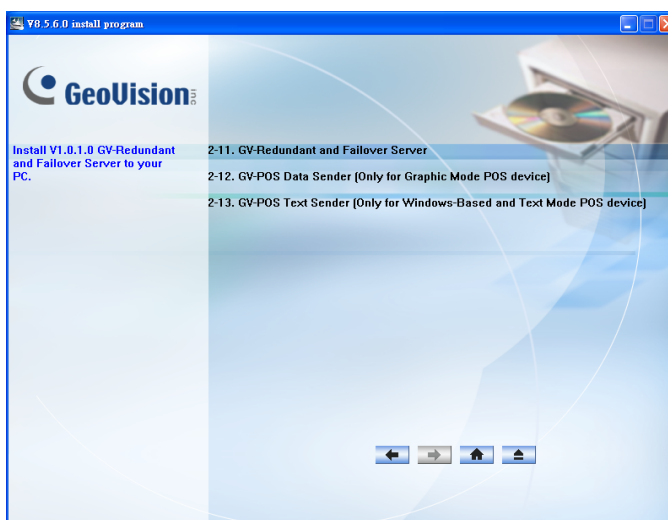 V8.5.6.0 install program
GeoVision inc
Install V1.0.1.0 GV-Redundant
and Failover Server to your
PC.
2-11. GV-Redundant and Failover Server
2-12. GV-POS Data Sender (Only for Graphic Mode POS device)
2-13. GV-POS Text Sender (Only for Windows-Based and Text Mode POS device)